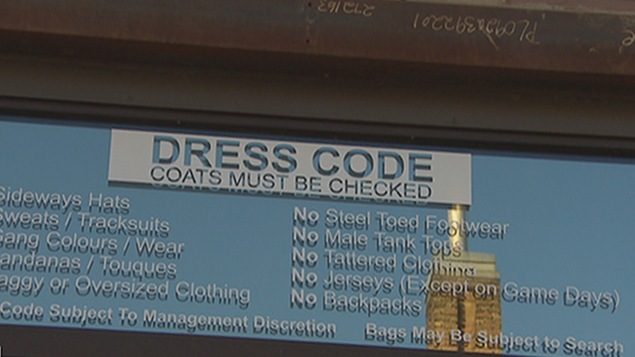 DRESS CODE
COATS MUST BE CHECKED
Sideways Hats
Sweats / Tracksuits
Gang Colours / Wear
Bandanas / Touques
Baggy or Oversized Clothing
No Steel Toed Footwear
No Male Tank Tops
No Tattered Clothing
No Jerseys (Except on Game Days)
No Backpacks
Code Subject To Management Discretion
Bags May Be Subject to Search